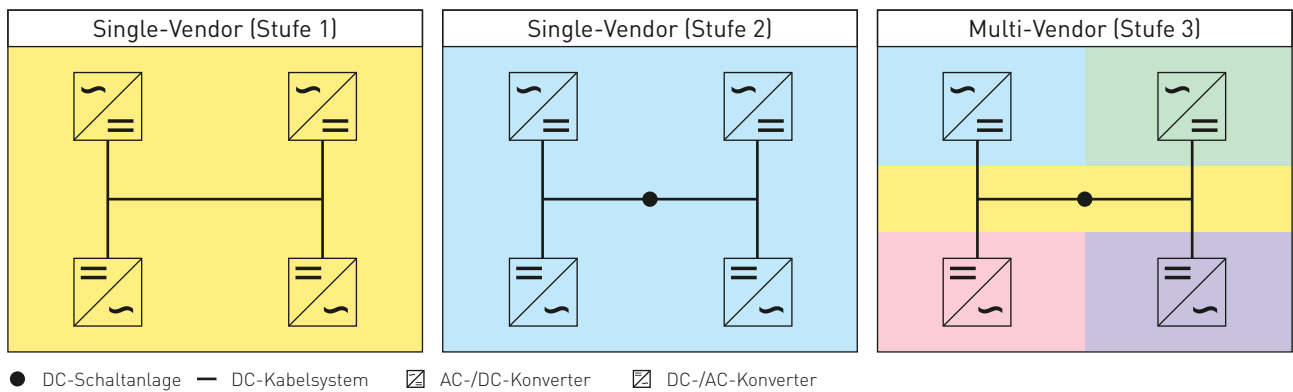 Single-Vendor (Stufe 1)
Single-Vendor (Stufe 2)
Multi-Vendor (Stufe 3)
DC-Schaltanlage
DC-Kabelsystem
AC-/DC-Konverter
DC-/AC-Konverter